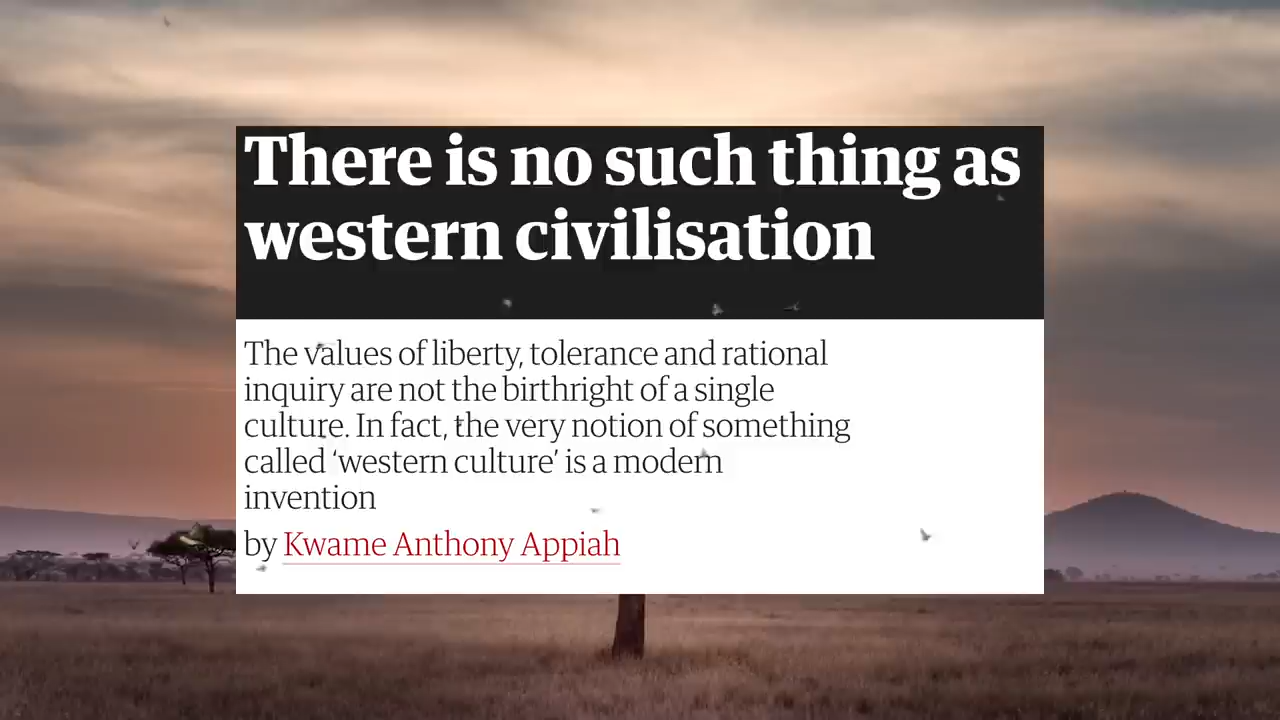 There is no such thing as
western civilisation
The values of liberty, tolerance and rational
inquiry are not the birthright of a single
culture. In fact, the very notion of something
called ‘western culture’ is a modern
invention
by Kwame Anthony Appiah